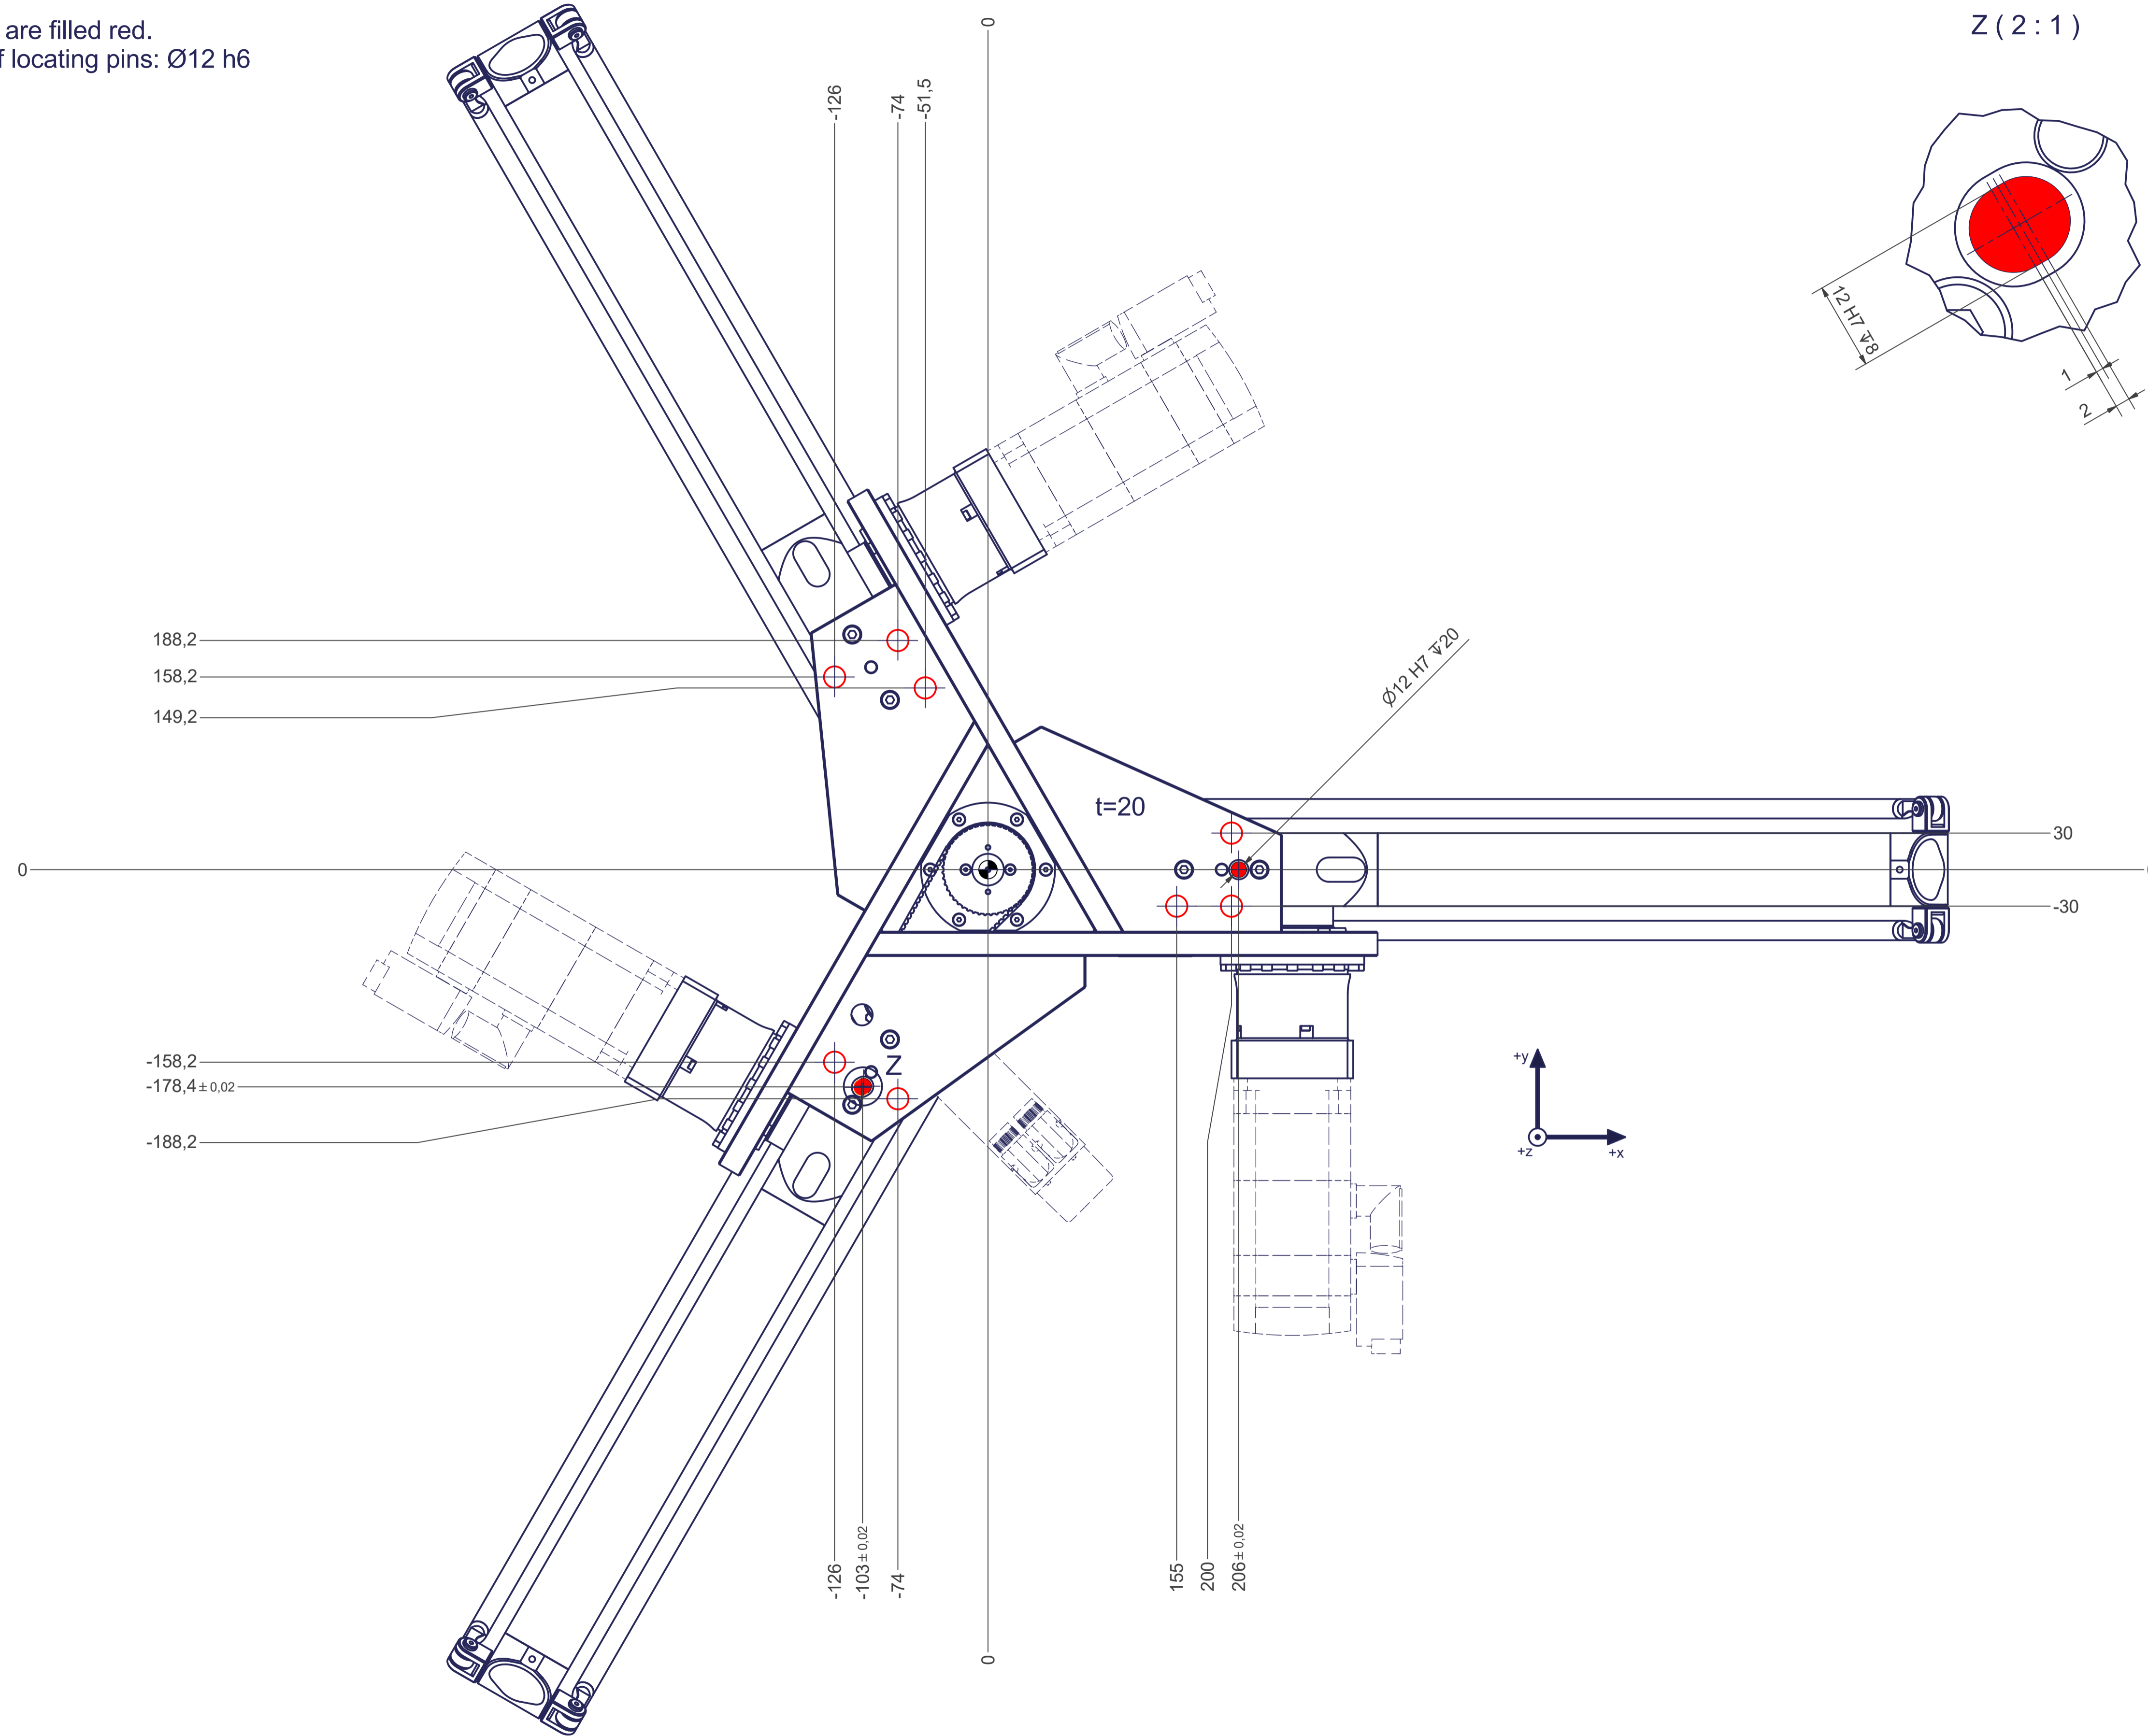 are filled red.
f locating pins: Ø12 h6
Z ( 2 : 1 )
0
-126
-74
-51,5
12 H7 ↧8
1
2
188,2
158,2
149,2
Ø12 H7 ↧20
t=20
30
0
-30
Z
-158,2
-178,4 ± 0,02
-188,2
+y
+z
+x
-126
-103 ± 0,02
-74
155
200
206 ± 0,02
0